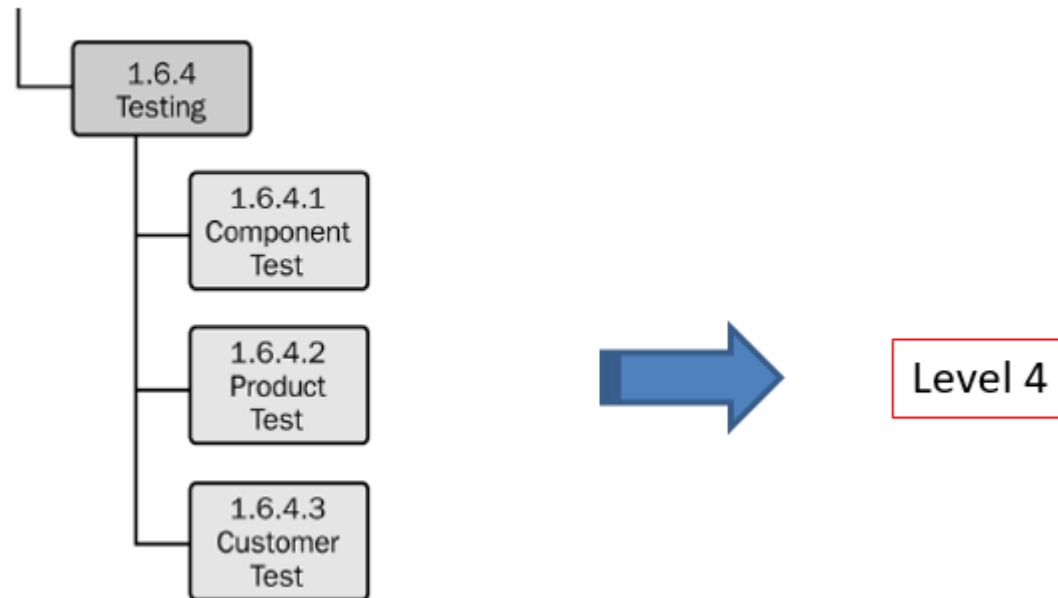 1.6.4
Testing
1.6.4.1
Component
Test
1.6.4.2
Product
Test
1.6.4.3
Customer
Test
Level 4